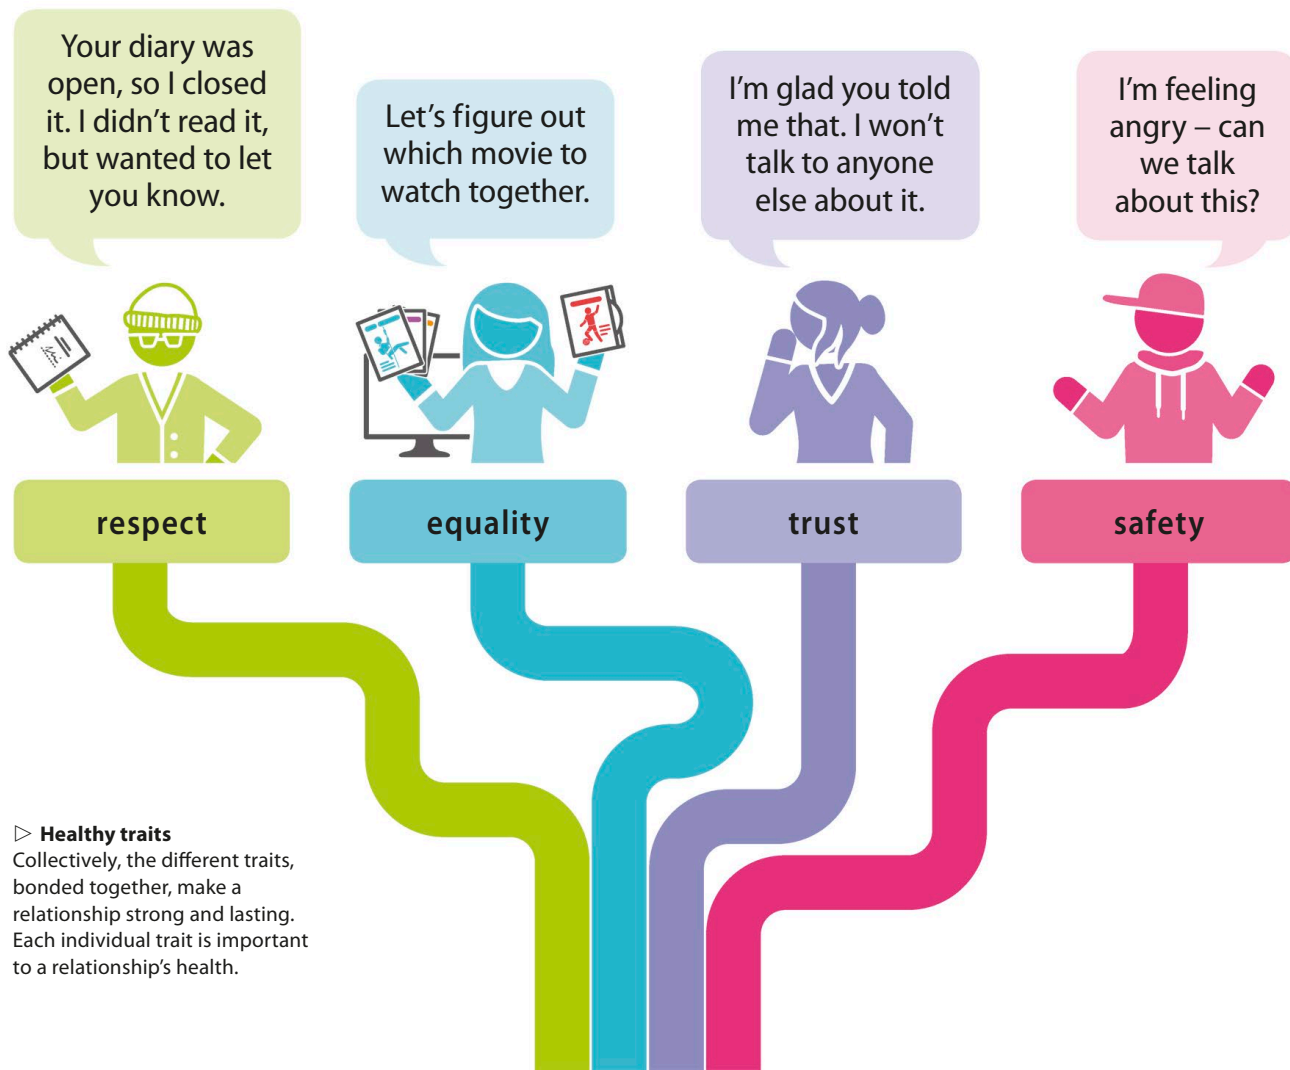 Your diary was
open, so I closed
it. I didn’t read it,
but wanted to let
you know.
Let’s figure out
which movie to
watch together.
I’m glad you told
me that. I won’t
talk to anyone
else about it.
I’m feeling
angry – can
we talk
about this?
respect
equality
trust
safety
▷ Healthy traits
Collectively, the different traits,
bonded together, make a
relationship strong and lasting.
Each individual trait is important
to a relationship’s health.